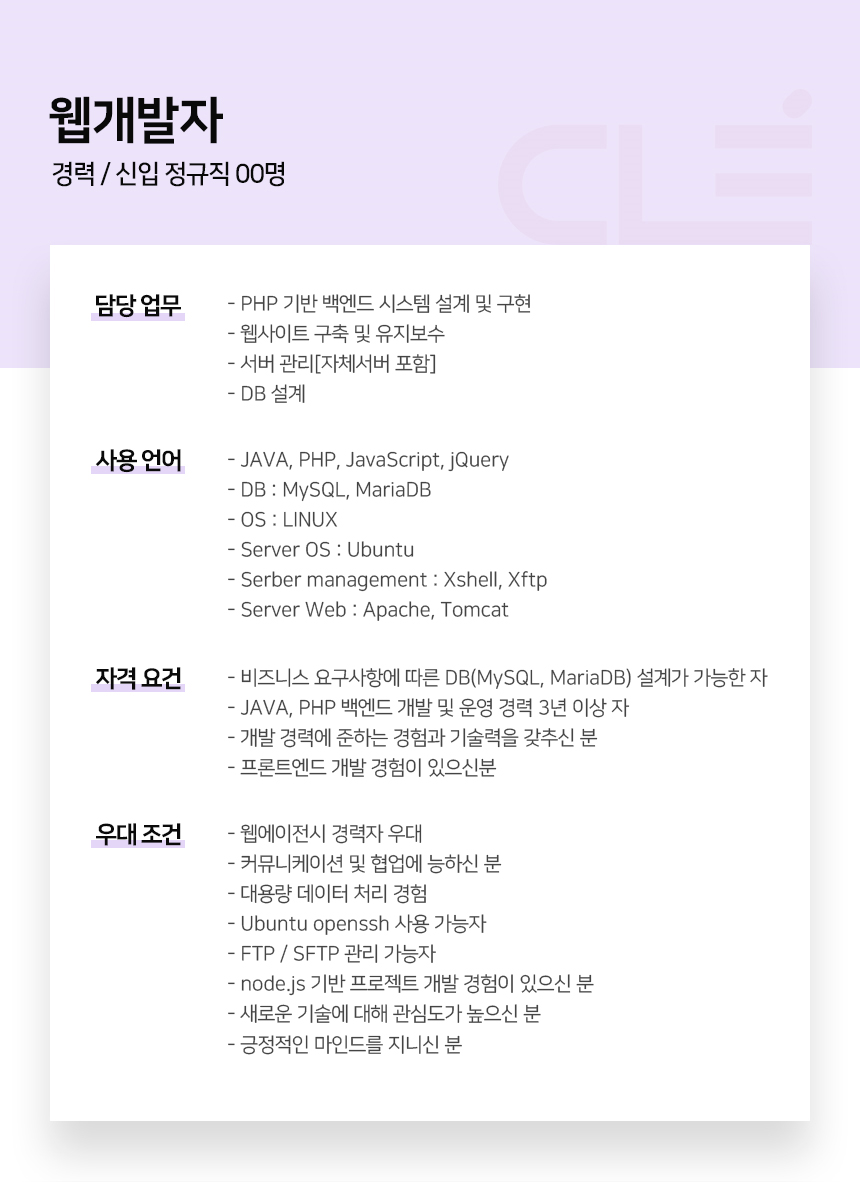 웹개발자
경력 / 신입 정규직 00명
CLÉ
담당 업무
- PHP 기반 백엔드 시스템 설계 및 구현
- 웹사이트 구축 및 유지보수
- 서버 관리[자체서버 포함]
- DB 설계
사용 언어
- JAVA, PHP, JavaScript, jQuery
- DB : MySQL, MariaDB
- OS : LINUX
- Server OS : Ubuntu
- Serber management : Xshell, Xftp
- Server Web : Apache, Tomcat
자격 요건
- 비즈니스 요구사항에 따른 DB(MySQL, MariaDB) 설계가 가능한 자
- JAVA, PHP 백엔드 개발 및 운영 경력 3년 이상 자
- 개발 경력에 준하는 경험과 기술력을 갖추신 분
- 프론트엔드 개발 경험이 있으신분
우대 조건
- 웹에이전시 경력자 우대
- 커뮤니케이션 및 협업에 능하신 분
- 대용량 데이터 처리 경험
- Ubuntu openssh 사용 가능자
- FTP / SFTP 관리 가능자
- node.js 기반 프로젝트 개발 경험이 있으신 분
- 새로운 기술에 대해 관심도가 높으신 분
- 긍정적인 마인드를 지니신 분